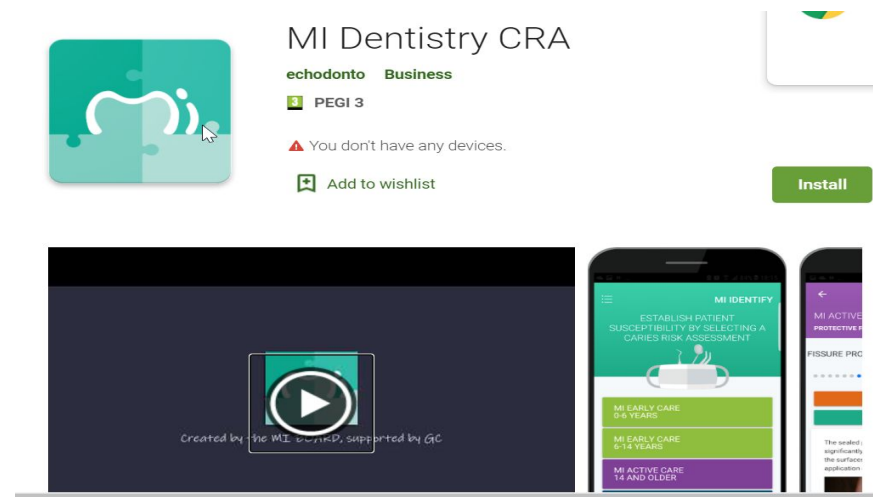 MI Dentistry CRA
echodonto Business
3 PEGI 3
You don't have any devices.
Add to wishlist
Install
Created by the MI BOARD, supported by GC
MI IDENTIFY
ESTABLISH PATIENT
SUSCEPTIBILITY BY SELECTING A
CARIES RISK ASSESSMENT
MI EARLY CARE
0-6 YEARS
MI EARLY CARE
6-14 YEARS
MI ACTIVE CARE
14 AND OLDER
MI ACTIVE
PROTECTIVE
FISSURE PRO
The sealed
significantly
the surfaces
application